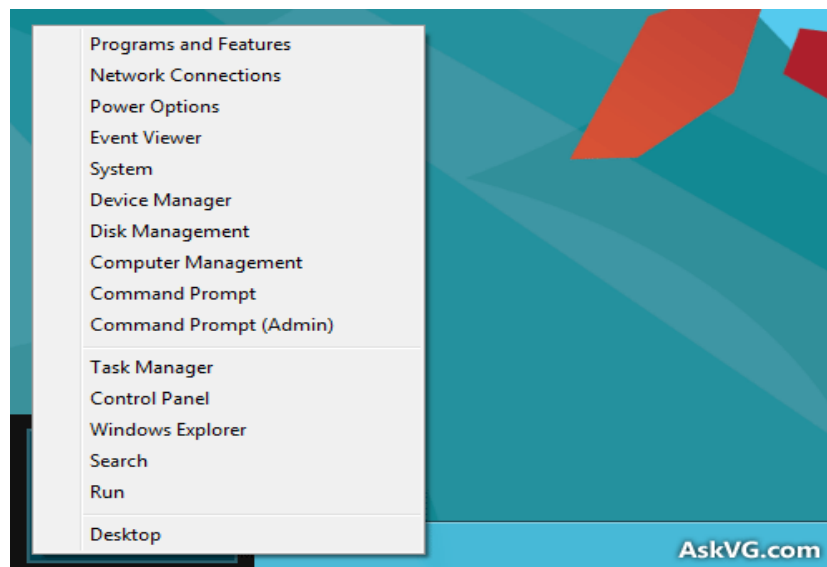 Programs and Features
Network Connections
Power Options
Event Viewer
System
Device Manager
Disk Management
Computer Management
Command Prompt
Command Prompt (Admin)
Task Manager
Control Panel
Windows Explorer
Search
Run
Desktop
AskVG.com